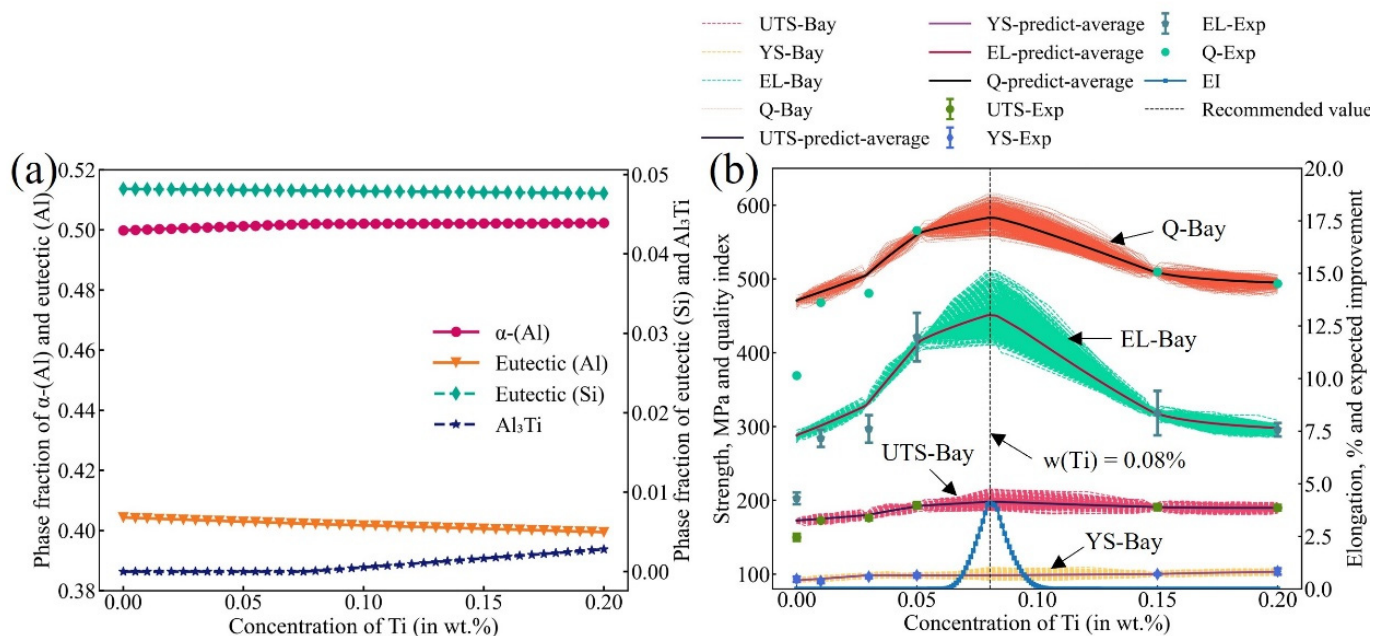 UTS-Bay
YS-Bay
EL-Bay
Q-Bay
UTS-predict-average
YS-predict-average
EL-predict-average
Q-predict-average
UTS-Exp
YS-Exp
EL-Exp
Q-Exp
EI
Recommended value
(a)
Phase fraction of α-(Al) and eutectic (Al)
0.52
0.50
0.48
0.46
0.44
0.42
0.40
0.38
α-(Al)
Eutectic (Al)
Eutectic (Si)
Al₃Ti
0.05
0.04
0.03
0.02
0.01
0.00
Phase fraction of eutectic (Si) and Al₃Ti
0.00
0.05
0.10
0.15
0.20
Concentration of Ti (in wt.%)
(b)
Strength, MPa and quality index
600
500
400
300
200
100
Q-Bay
EL-Bay
UTS-Bay
w(Ti) = 0.08%
YS-Bay
20.0
17.5
15.0
12.5
10.0
7.5
5.0
2.5
0.0
Elongation, % and expected improvement
0.00
0.05
0.10
0.15
0.20
Concentration of Ti (in wt.%)